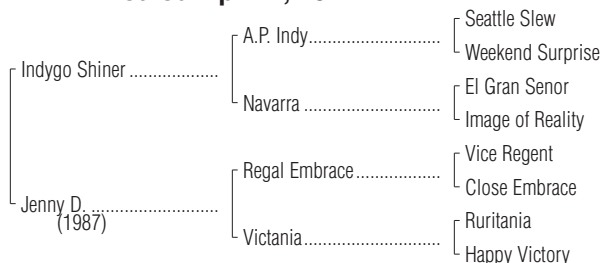 Seattle Slew
A.P. Indy
Weekend Surprise
Indygo Shiner
El Gran Senor
Navarra
Image of Reality
Vice Regent
Regal Embrace
Close Embrace
Jenny D.
(1987)
Ruritania
Victania
Happy Victory